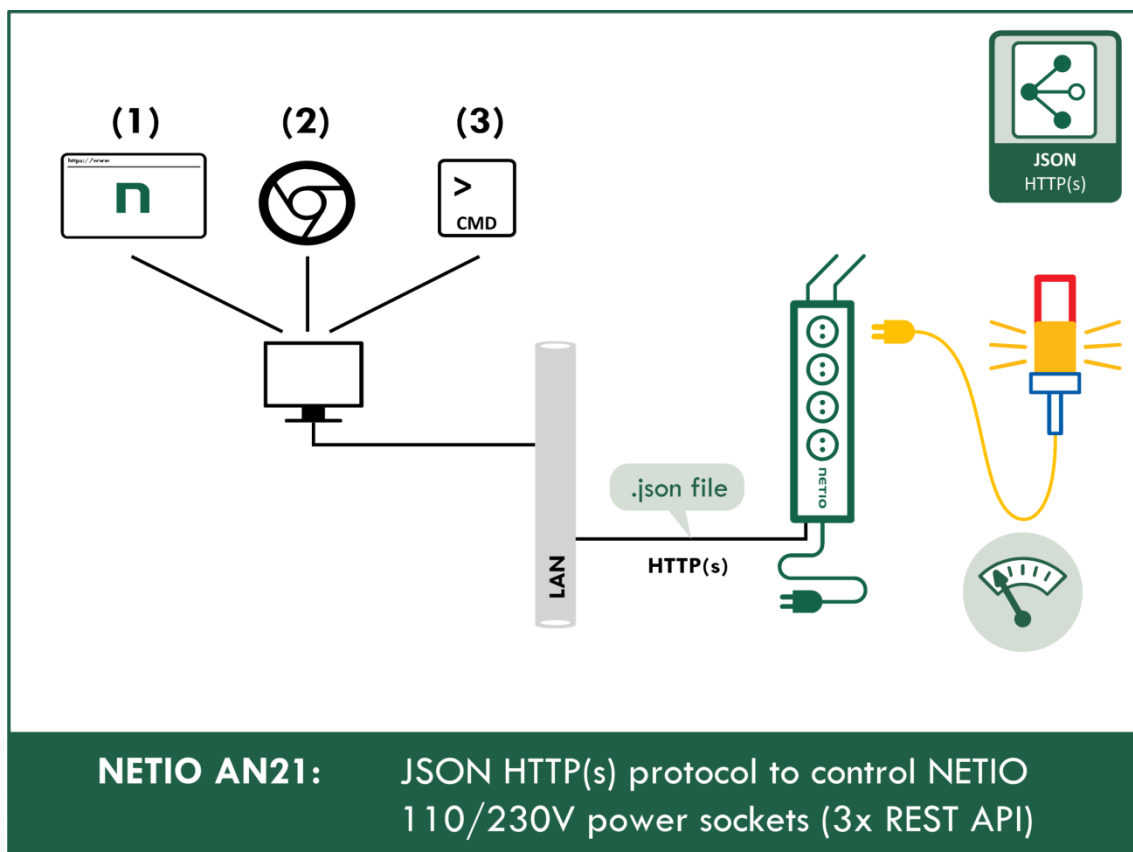 JSON
HTTP(s)
(1) (2) (3)
https://www
n
>
CMD
.json file
NETIO
LAN
HTTP(s)
NETIO AN21: JSON HTTP(s) protocol to control NETIO
110/230V power sockets (3x REST API)